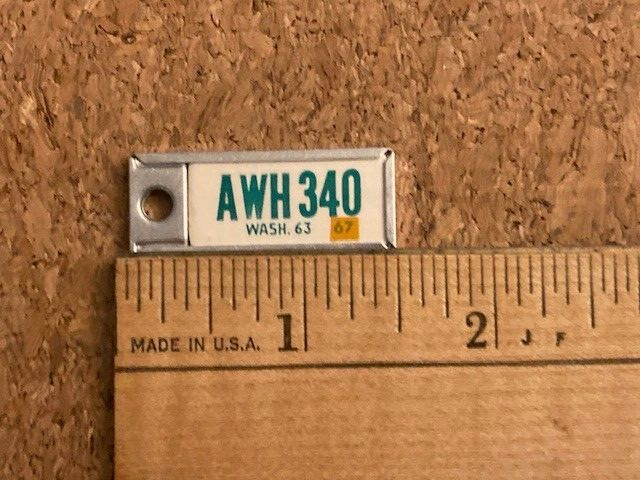 AWH 340
WASH. 63 67
1 2
MADE IN U.S.A. J F